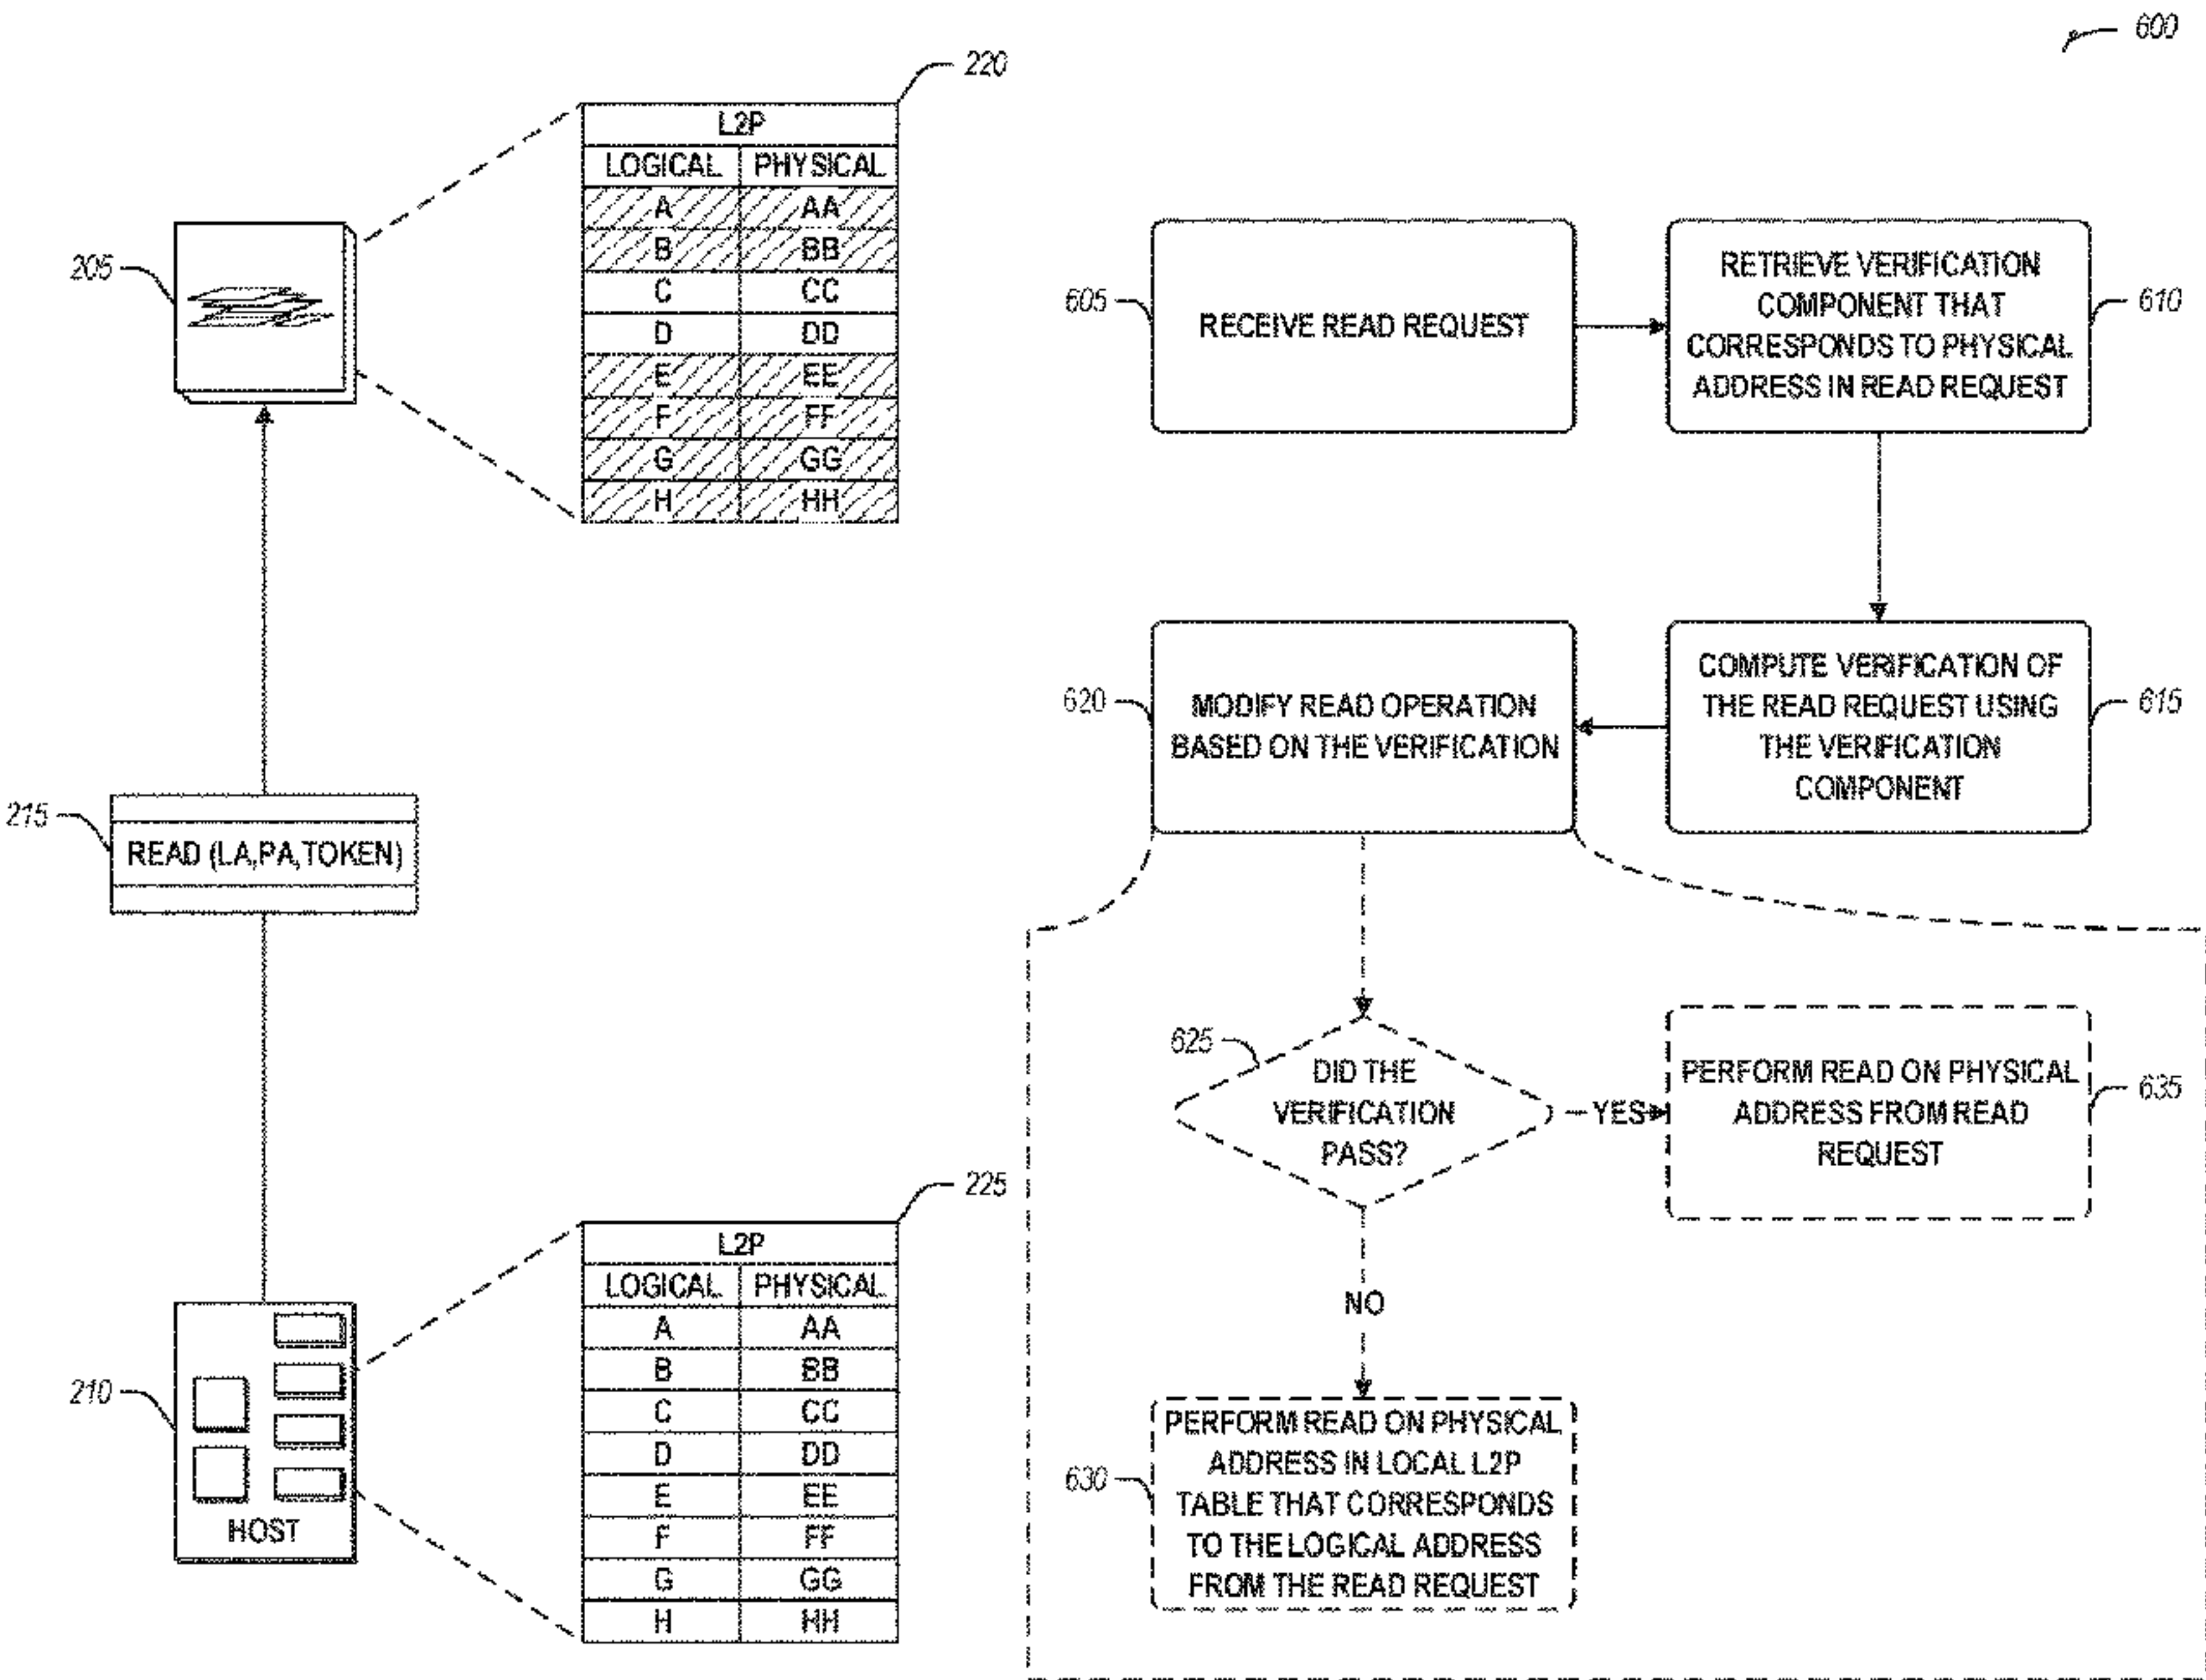 600
220
L2P
LOGICAL PHYSICAL
A AA
B BB
C CC
D DD
E EE
F FF
G GG
H HH
205
215
READ (LA,PA,TOKEN)
210
HOST
225
L2P
LOGICAL PHYSICAL
A AA
B BB
C CC
D DD
E EE
F FF
G GG
H HH
605
RECEIVE READ REQUEST
RETRIEVE VERIFICATION
COMPONENT THAT
CORRESPONDS TO PHYSICAL
ADDRESS IN READ REQUEST
610
COMPUTE VERIFICATION OF
THE READ REQUEST USING
THE VERIFICATION
COMPONENT
615
620
MODIFY READ OPERATION
BASED ON THE VERIFICATION
625
DID THE
VERIFICATION
PASS?
YES
PERFORM READ ON PHYSICAL
ADDRESS FROM READ
REQUEST
635
NO
630
PERFORM READ ON PHYSICAL
ADDRESS IN LOCAL L2P
TABLE THAT CORRESPONDS
TO THE LOGICAL ADDRESS
FROM THE READ REQUEST